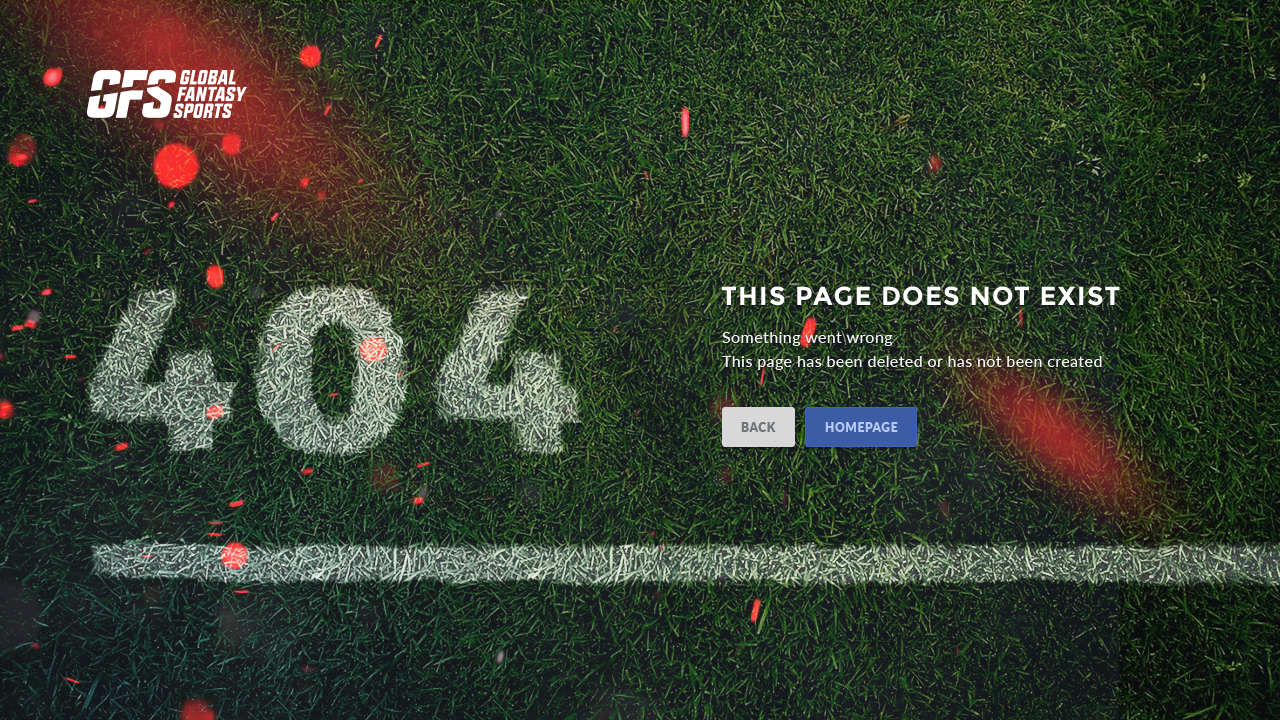 GFS GLOBAL
FANTASY
SPORTS
404
THIS PAGE DOES NOT EXIST
Something went wrong
This page has been deleted or has not been created
BACK HOMEPAGE